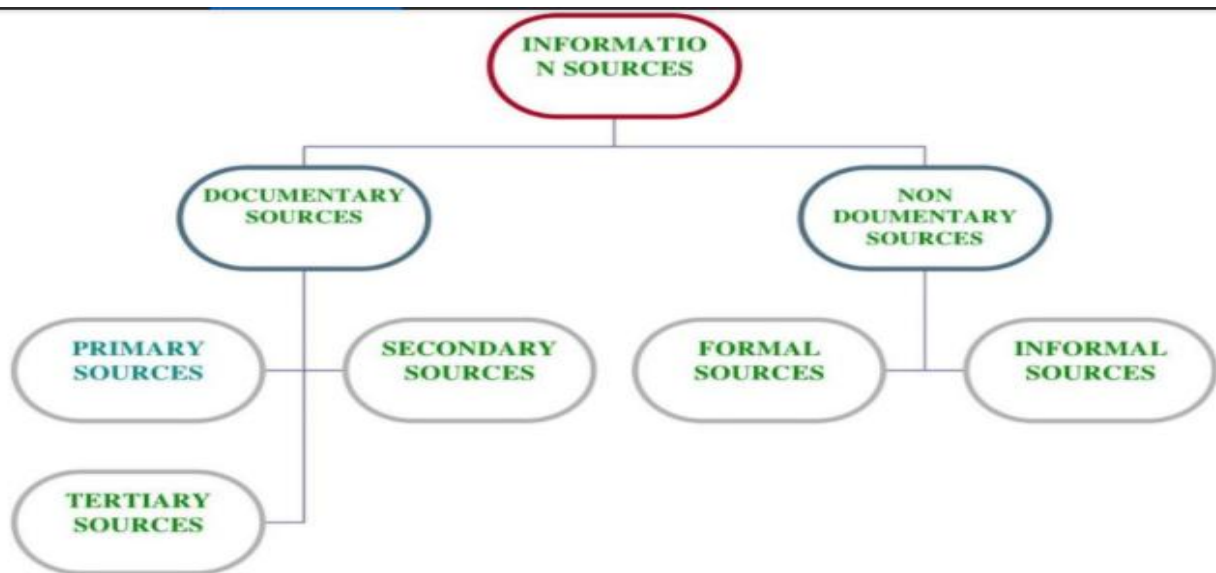 INFORMATIO
N SOURCES
DOCUMENTARY
SOURCES
NON
DOUMENTARY
SOURCES
PRIMARY
SOURCES
SECONDARY
SOURCES
FORMAL
SOURCES
INFORMAL
SOURCES
TERTIARY
SOURCES